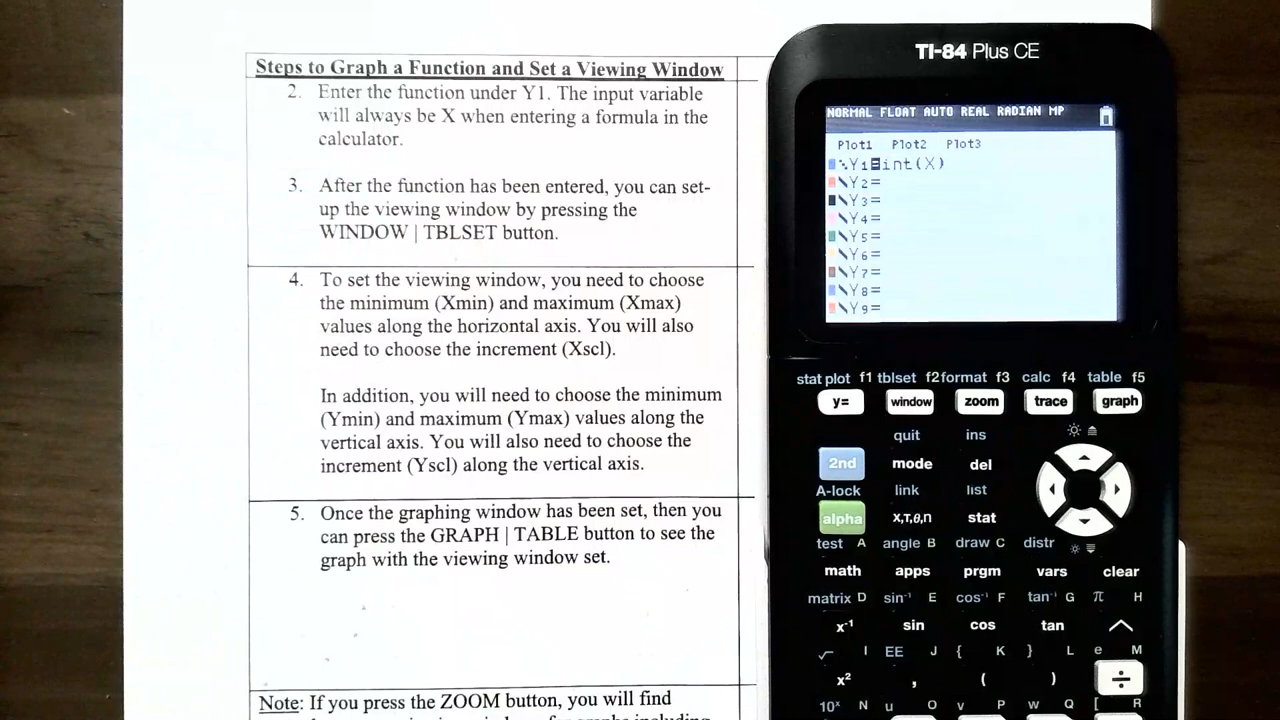 Steps to Graph a Function and Set a Viewing Window
2. Enter the function under Y1. The input variable
will always be X when entering a formula in the
calculator.
3. After the function has been entered, you can set-
up the viewing window by pressing the
WINDOW | TBLSET button.
4. To set the viewing window, you need to choose
the minimum (Xmin) and maximum (Xmax)
values along the horizontal axis. You will also
need to choose the increment (Xscl).
In addition, you will need to choose the minimum
(Ymin) and maximum (Ymax) values along the
vertical axis. You will also need to choose the
increment (Yscl) along the vertical axis.
5. Once the graphing window has been set, then you
can press the GRAPH | TABLE button to see the
graph with the viewing window set.
Note: If you press the ZOOM button, you will find
TI-84 Plus CE
NORMAL FLOAT AUTO REAL RADIAN MP
Plot1 Plot2 Plot3
Y1=int(X)
Y2=
Y3=
Y4=
Y5=
Y6=
Y7=
Y8=
Y9=
stat plot f1 tblset f2 format f3 calc f4 table f5
y= window zoom trace graph
quit ins
2nd mode del
A-lock link list
alpha X,T,θ,n stat
test A angle B draw C distr
math apps prgm vars clear
matrix D sin⁻¹ E cos⁻¹ F tan⁻¹ G π H
x⁻¹ sin cos tan ^
√ I EE J { K } L e M
x² , ( ) ÷
10ˣ N u O v P w Q [ R